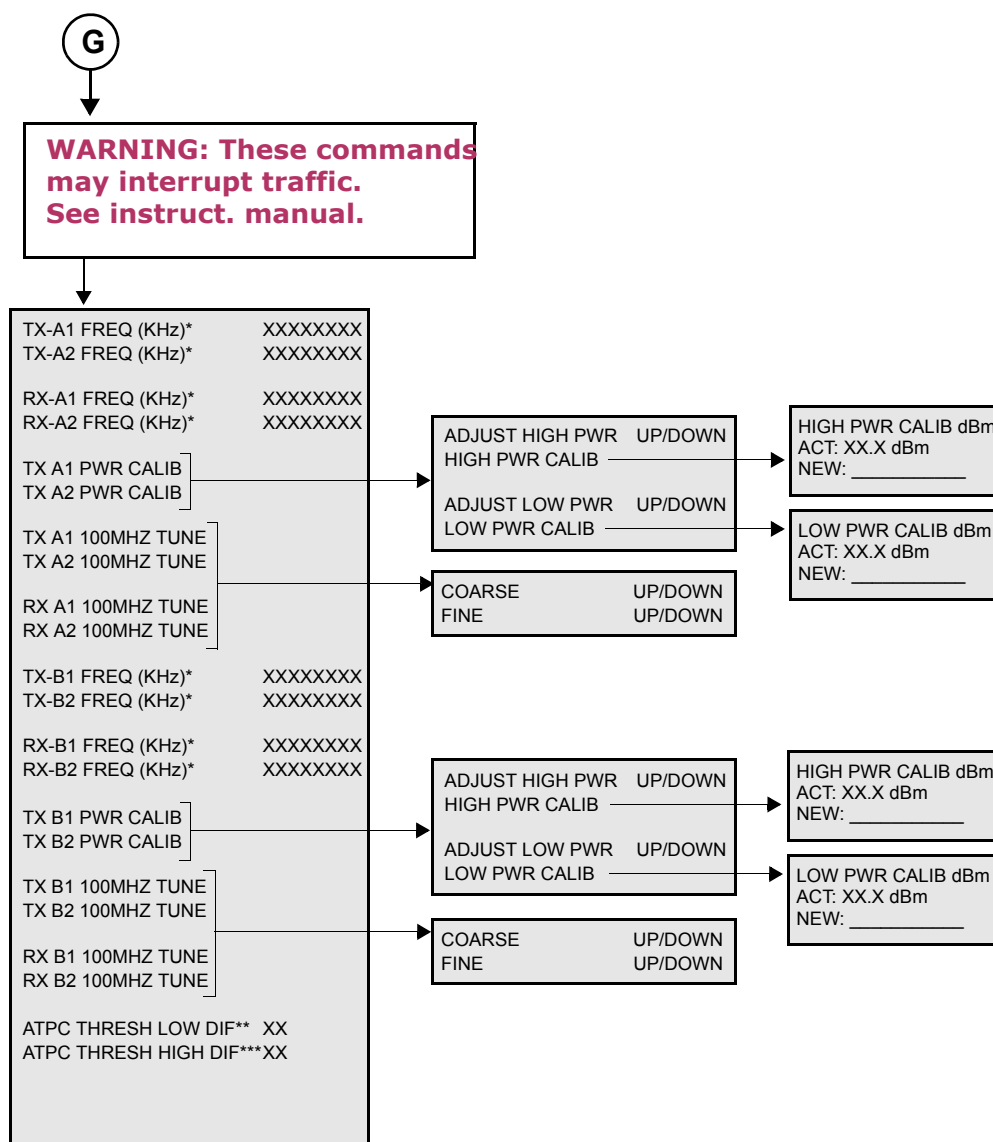 G
WARNING: These commands
may interrupt traffic.
See instruct. manual.
TX-A1 FREQ (KHz)* XXXXXXXX
TX-A2 FREQ (KHz)* XXXXXXXX
RX-A1 FREQ (KHz)* XXXXXXXX
RX-A2 FREQ (KHz)* XXXXXXXX
TX A1 PWR CALIB
TX A2 PWR CALIB
TX A1 100MHZ TUNE
TX A2 100MHZ TUNE
RX A1 100MHZ TUNE
RX A2 100MHZ TUNE
TX-B1 FREQ (KHz)* XXXXXXXX
TX-B2 FREQ (KHz)* XXXXXXXX
RX-B1 FREQ (KHz)* XXXXXXXX
RX-B2 FREQ (KHz)* XXXXXXXX
TX B1 PWR CALIB
TX B2 PWR CALIB
TX B1 100MHZ TUNE
TX B2 100MHZ TUNE
RX B1 100MHZ TUNE
RX B2 100MHZ TUNE
ATPC THRESH LOW DIF** XX
ATPC THRESH HIGH DIF***XX
ADJUST HIGH PWR UP/DOWN
HIGH PWR CALIB
ADJUST LOW PWR UP/DOWN
LOW PWR CALIB
COARSE UP/DOWN
FINE UP/DOWN
HIGH PWR CALIB dBm
ACT: XX.X dBm
NEW: ___________
LOW PWR CALIB dBm
ACT: XX.X dBm
NEW: ___________
ADJUST HIGH PWR UP/DOWN
HIGH PWR CALIB
ADJUST LOW PWR UP/DOWN
LOW PWR CALIB
COARSE UP/DOWN
FINE UP/DOWN
HIGH PWR CALIB dBm
ACT: XX.X dBm
NEW: ___________
LOW PWR CALIB dBm
ACT: XX.X dBm
NEW: ___________